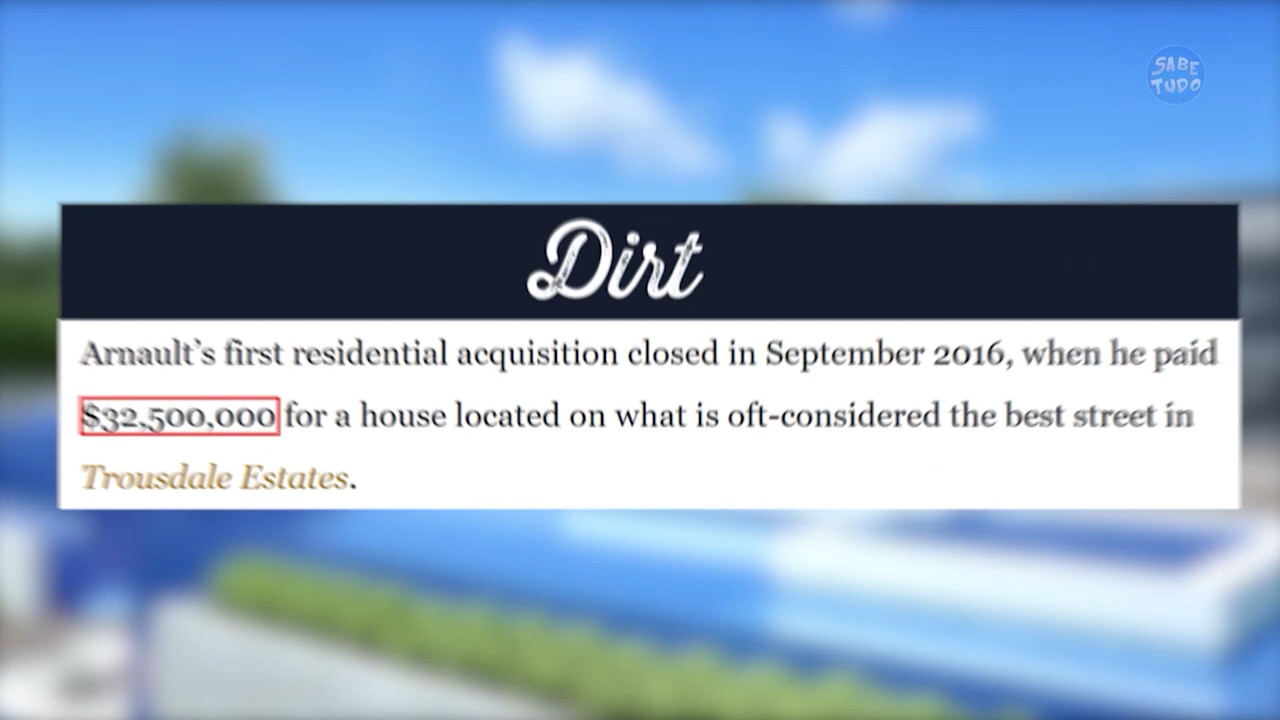 SABE
TUDO
Dirt
Arnault’s first residential acquisition closed in September 2016, when he paid
$32,500,000 for a house located on what is oft-considered the best street in
Trousdale Estates.